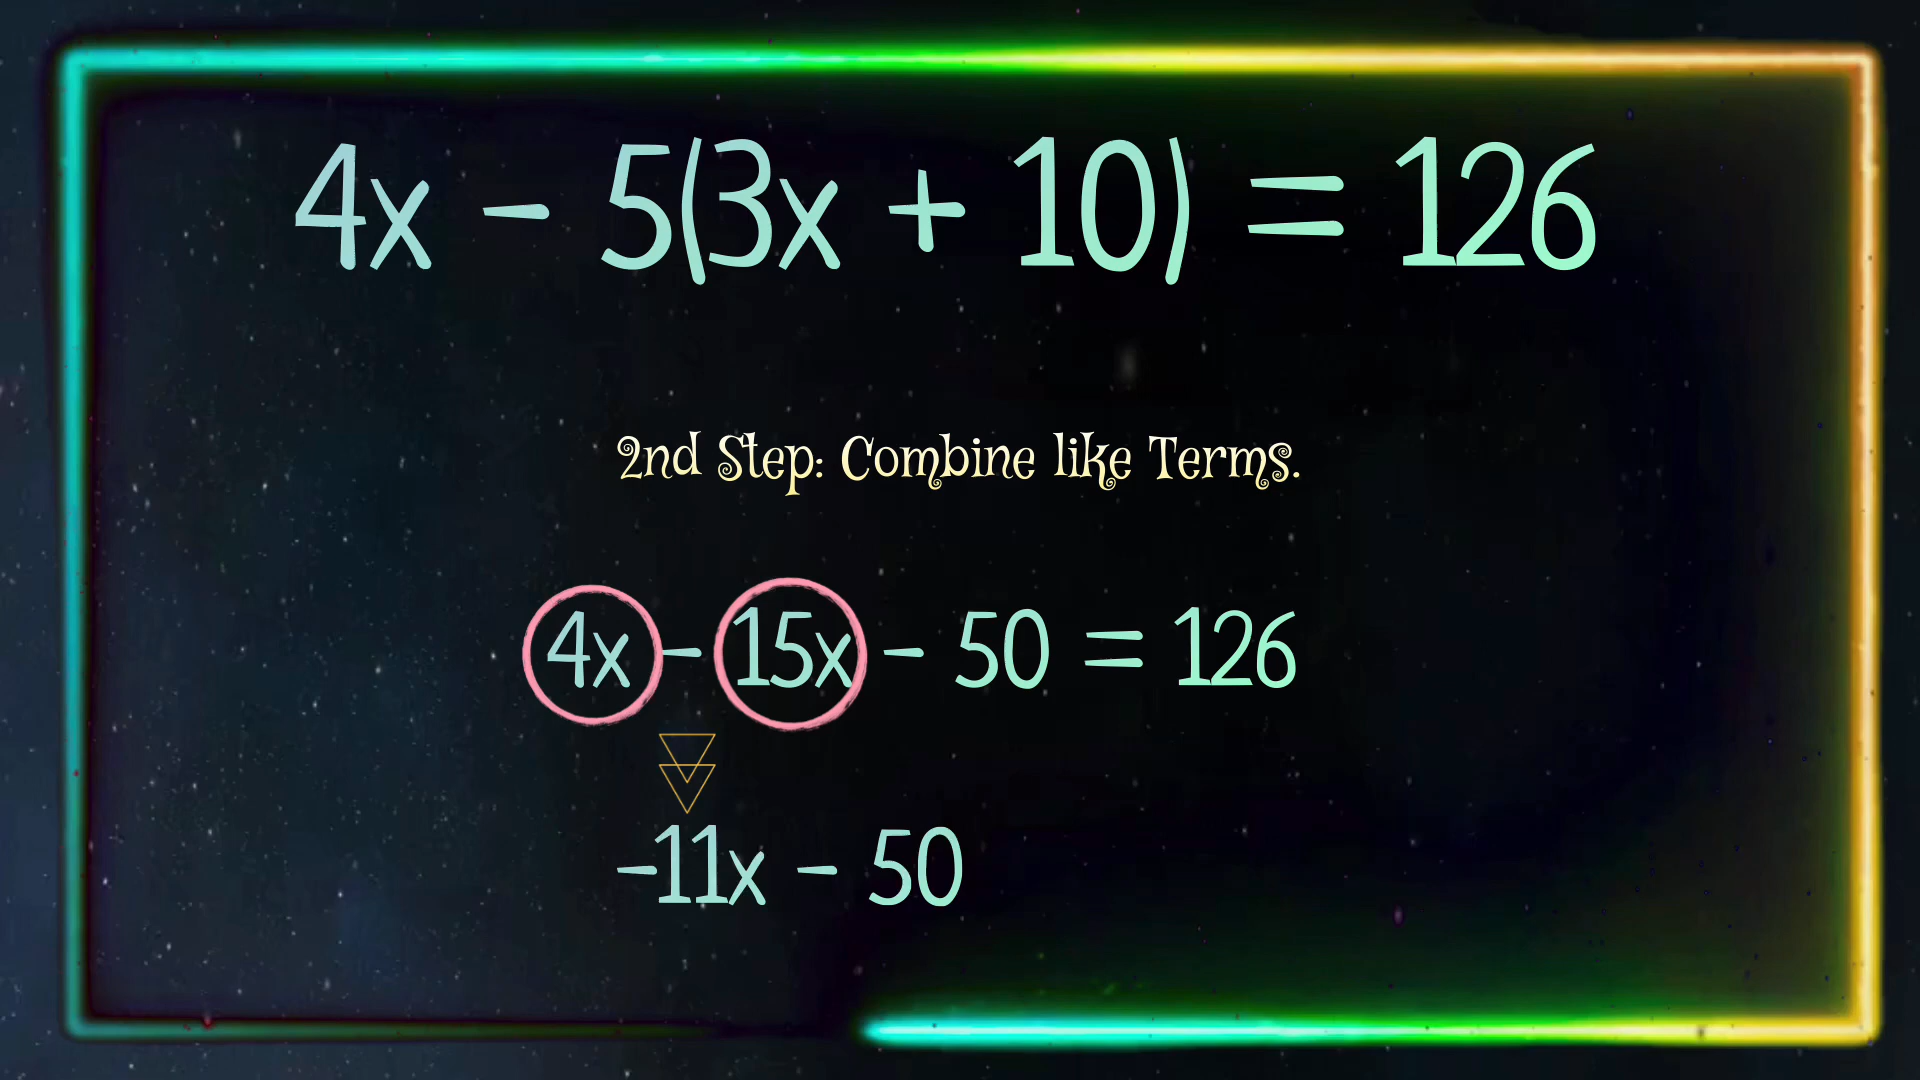 4x – 5(3x + 10) = 126
2nd Step: Combine like Terms.
4x – 15x – 50 = 126
-11x – 50